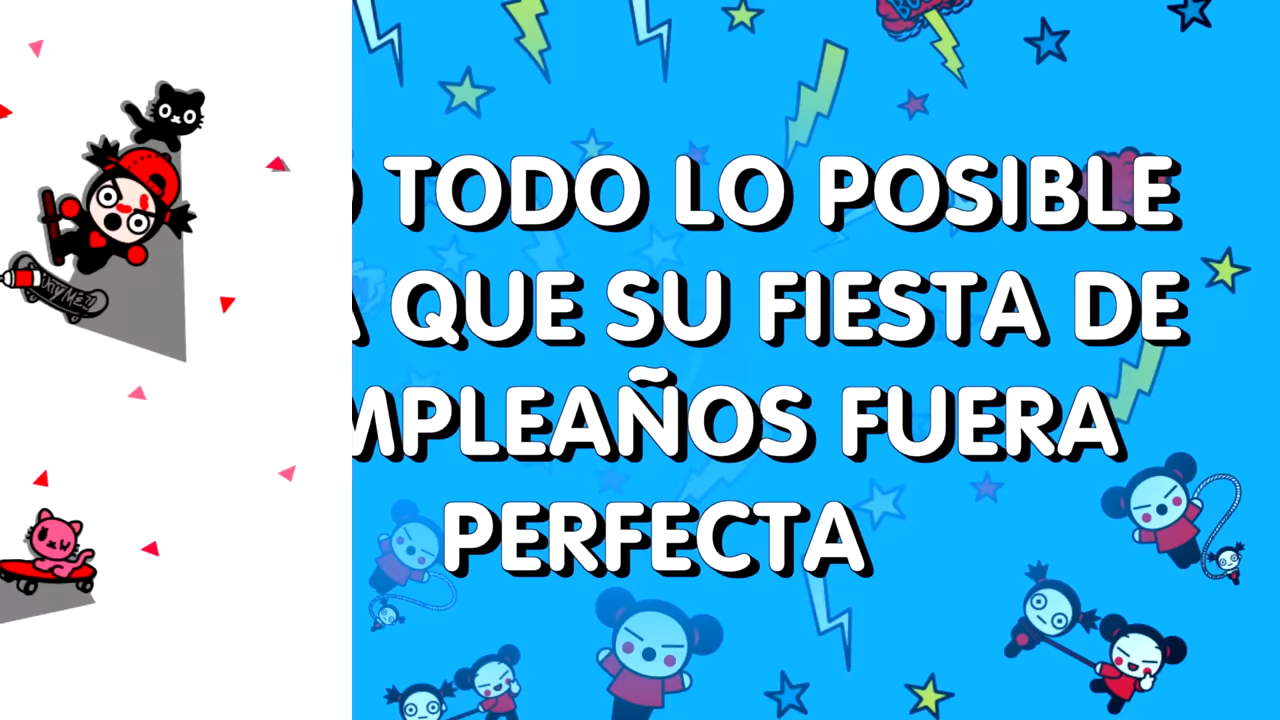 TODO LO POSIBLE
QUE SU FIESTA DE
MPLEAÑOS FUERA
PERFECTA